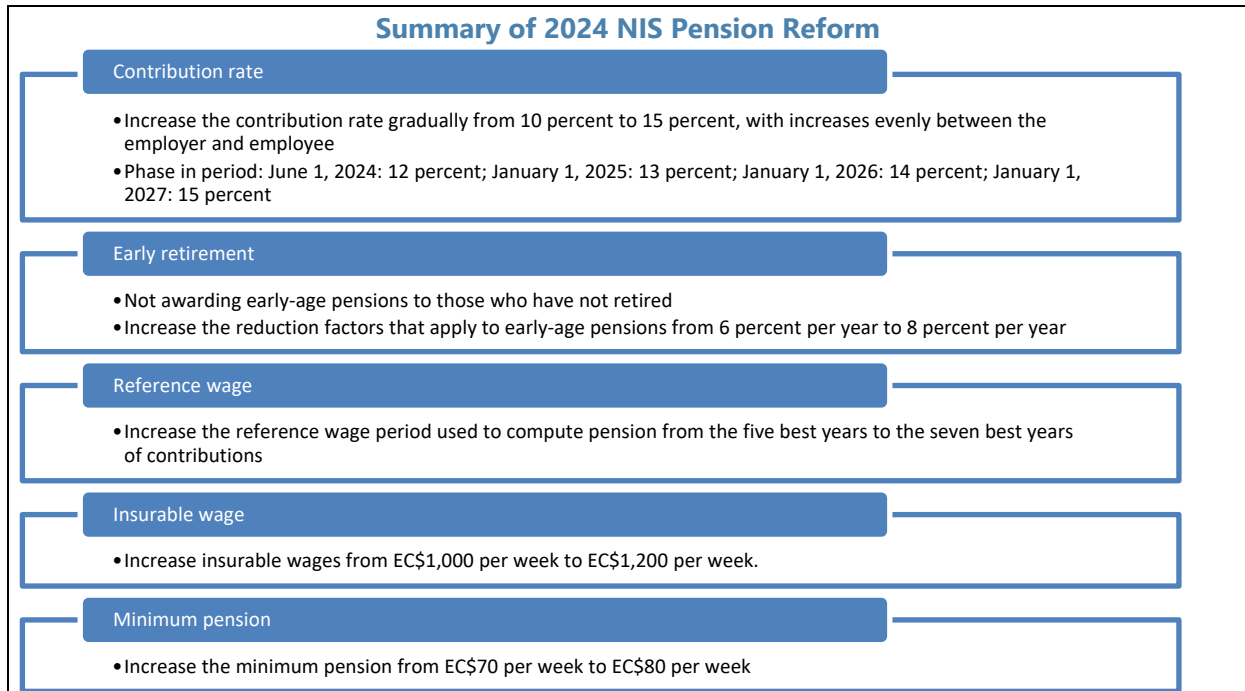 Summary of 2024 NIS Pension Reform
Contribution rate
•Increase the contribution rate gradually from 10 percent to 15 percent, with increases evenly between the
employer and employee
•Phase in period: June 1, 2024: 12 percent; January 1, 2025: 13 percent; January 1, 2026: 14 percent; January 1,
2027: 15 percent
Early retirement
•Not awarding early-age pensions to those who have not retired
•Increase the reduction factors that apply to early-age pensions from 6 percent per year to 8 percent per year
Reference wage
•Increase the reference wage period used to compute pension from the five best years to the seven best years
of contributions
Insurable wage
•Increase insurable wages from EC$1,000 per week to EC$1,200 per week.
Minimum pension
•Increase the minimum pension from EC$70 per week to EC$80 per week